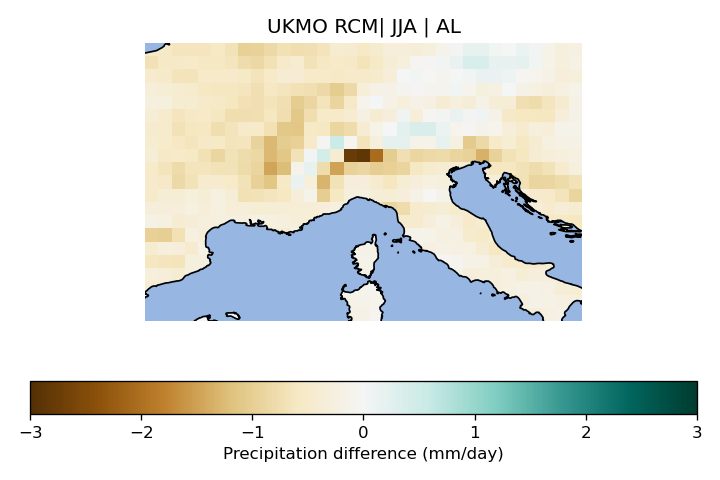 UKMO RCM| JJA | AL
−3 −2 −1 0 1 2 3
Precipitation difference (mm/day)